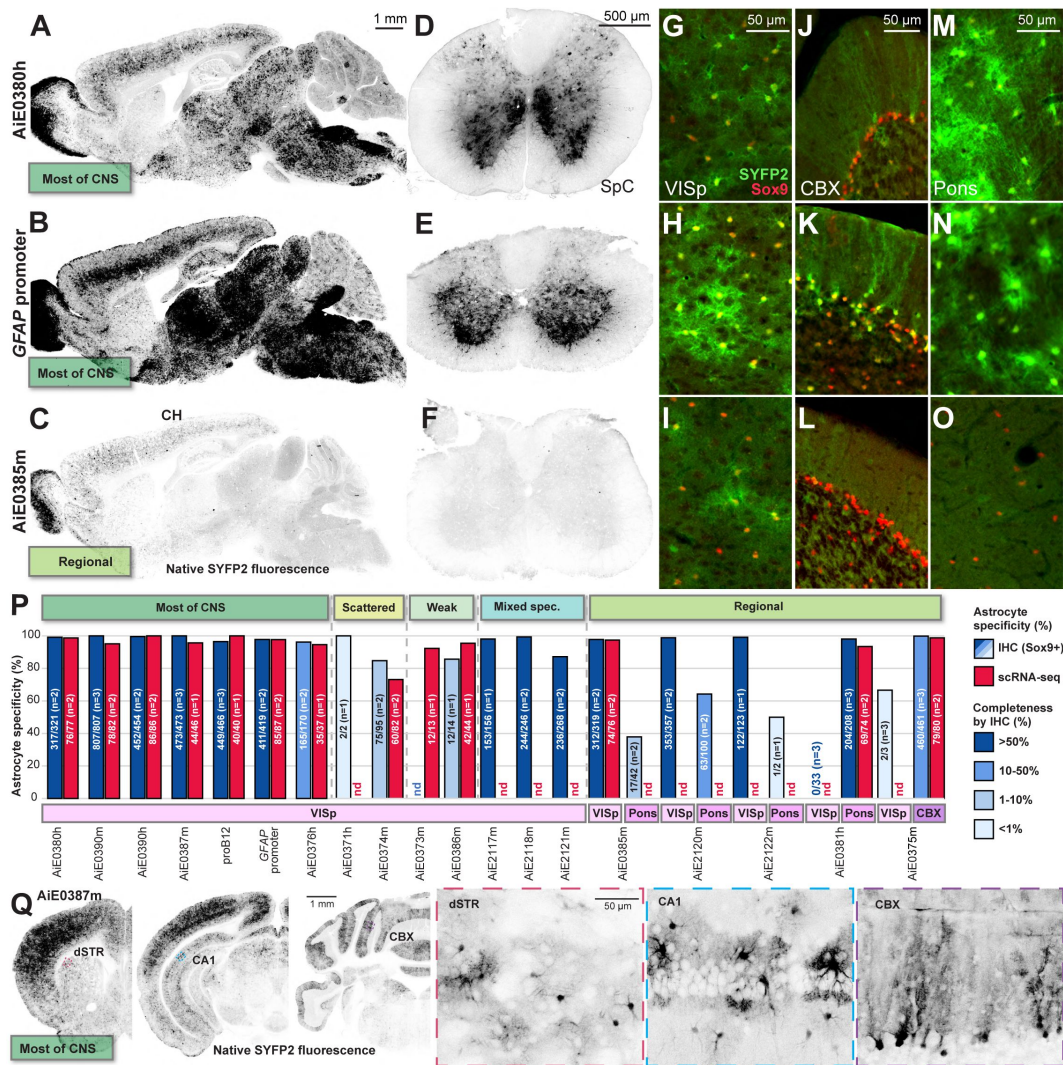 A
1 mm
D
500 µm
G
50 µm
J
50 µm
M
50 µm
AiE0380h
Most of CNS
SpC
VISp
SYFP2
Sox9
CBX
Pons
B
E
H
K
N
GFAP promoter
Most of CNS
C
CH
F
I
L
O
AiE0385m
Regional
Native SYFP2 fluorescence
P
Most of CNS
Scattered
Weak
Mixed spec.
Regional
Astrocyte specificity (%)
100
80
60
40
20
0
317/321 (n=2)
76/77 (n=2)
807/807 (n=3)
78/82 (n=2)
452/454 (n=2)
86/86 (n=2)
473/473 (n=3)
44/46 (n=1)
449/466 (n=3)
40/40 (n=1)
411/419 (n=2)
85/87 (n=2)
165/170 (n=2)
35/37 (n=1)
2/2 (n=1)
nd
75/95 (n=2)
60/82 (n=2)
nd
12/13 (n=1)
12/14 (n=1)
42/44 (n=1)
153/156 (n=1)
nd
244/246 (n=2)
nd
236/268 (n=2)
nd
312/319 (n=2)
74/76 (n=2)
17/42 (n=2)
nd
353/357 (n=2)
nd
63/100 (n=2)
nd
122/123 (n=1)
nd
1/2 (n=1)
nd
0/33 (n=3)
nd
204/208 (n=3)
69/74 (n=2)
2/3 (n=3)
nd
460/461 (n=3)
79/80 (n=2)
VISp
VISp
Pons
VISp
Pons
VISp
Pons
VISp
Pons
VISp
CBX
AiE0380h
AiE0390m
AiE0390h
AiE0387m
proB12
GFAP
promoter
AiE0376h
AiE0371h
AiE0374m
AiE0373m
AiE0386m
AiE2117m
AiE2118m
AiE2121m
AiE0385m
AiE2120m
AiE2122m
AiE0381h
AiE0375m
Astrocyte
specificity (%)
IHC (Sox9+)
scRNA-seq
Completeness
by IHC (%)
>50%
10-50%
1-10%
<1%
Q
AiE0387m
dSTR
CA1
1 mm
CBX
Most of CNS
Native SYFP2 fluorescence
dSTR
50 µm
CA1
CBX